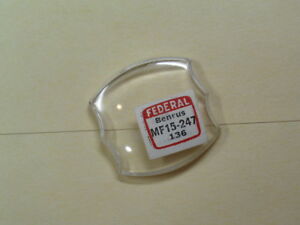 FEDERAL
Benrus
MF15-247
136